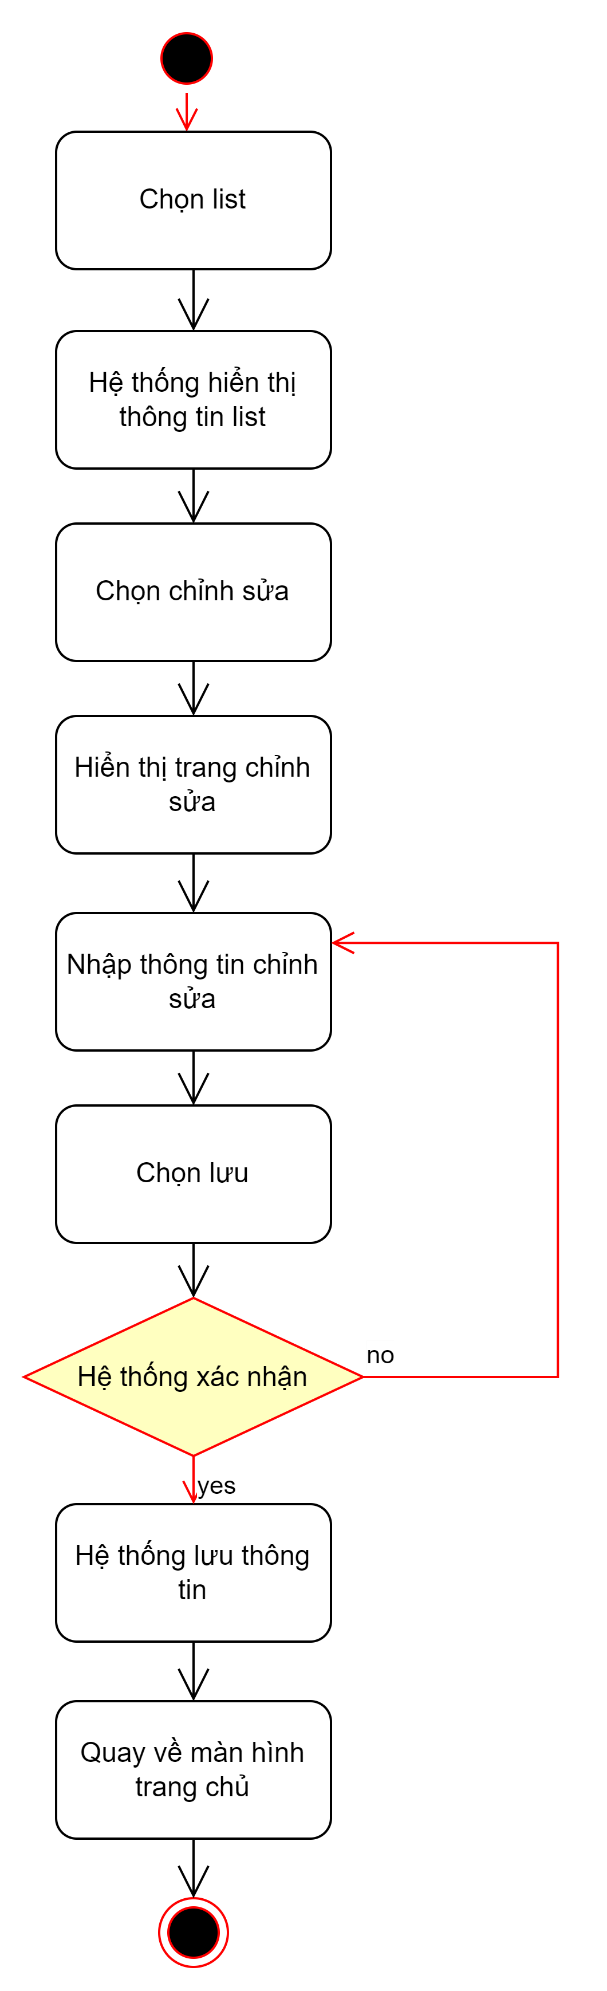 Chọn list
Hệ thống hiển thị
thông tin list
Chọn chỉnh sửa
Hiển thị trang chỉnh
sửa
Nhập thông tin chỉnh
sửa
Chọn lưu
Hệ thống xác nhận
no
yes
Hệ thống lưu thông
tin
Quay về màn hình
trang chủ